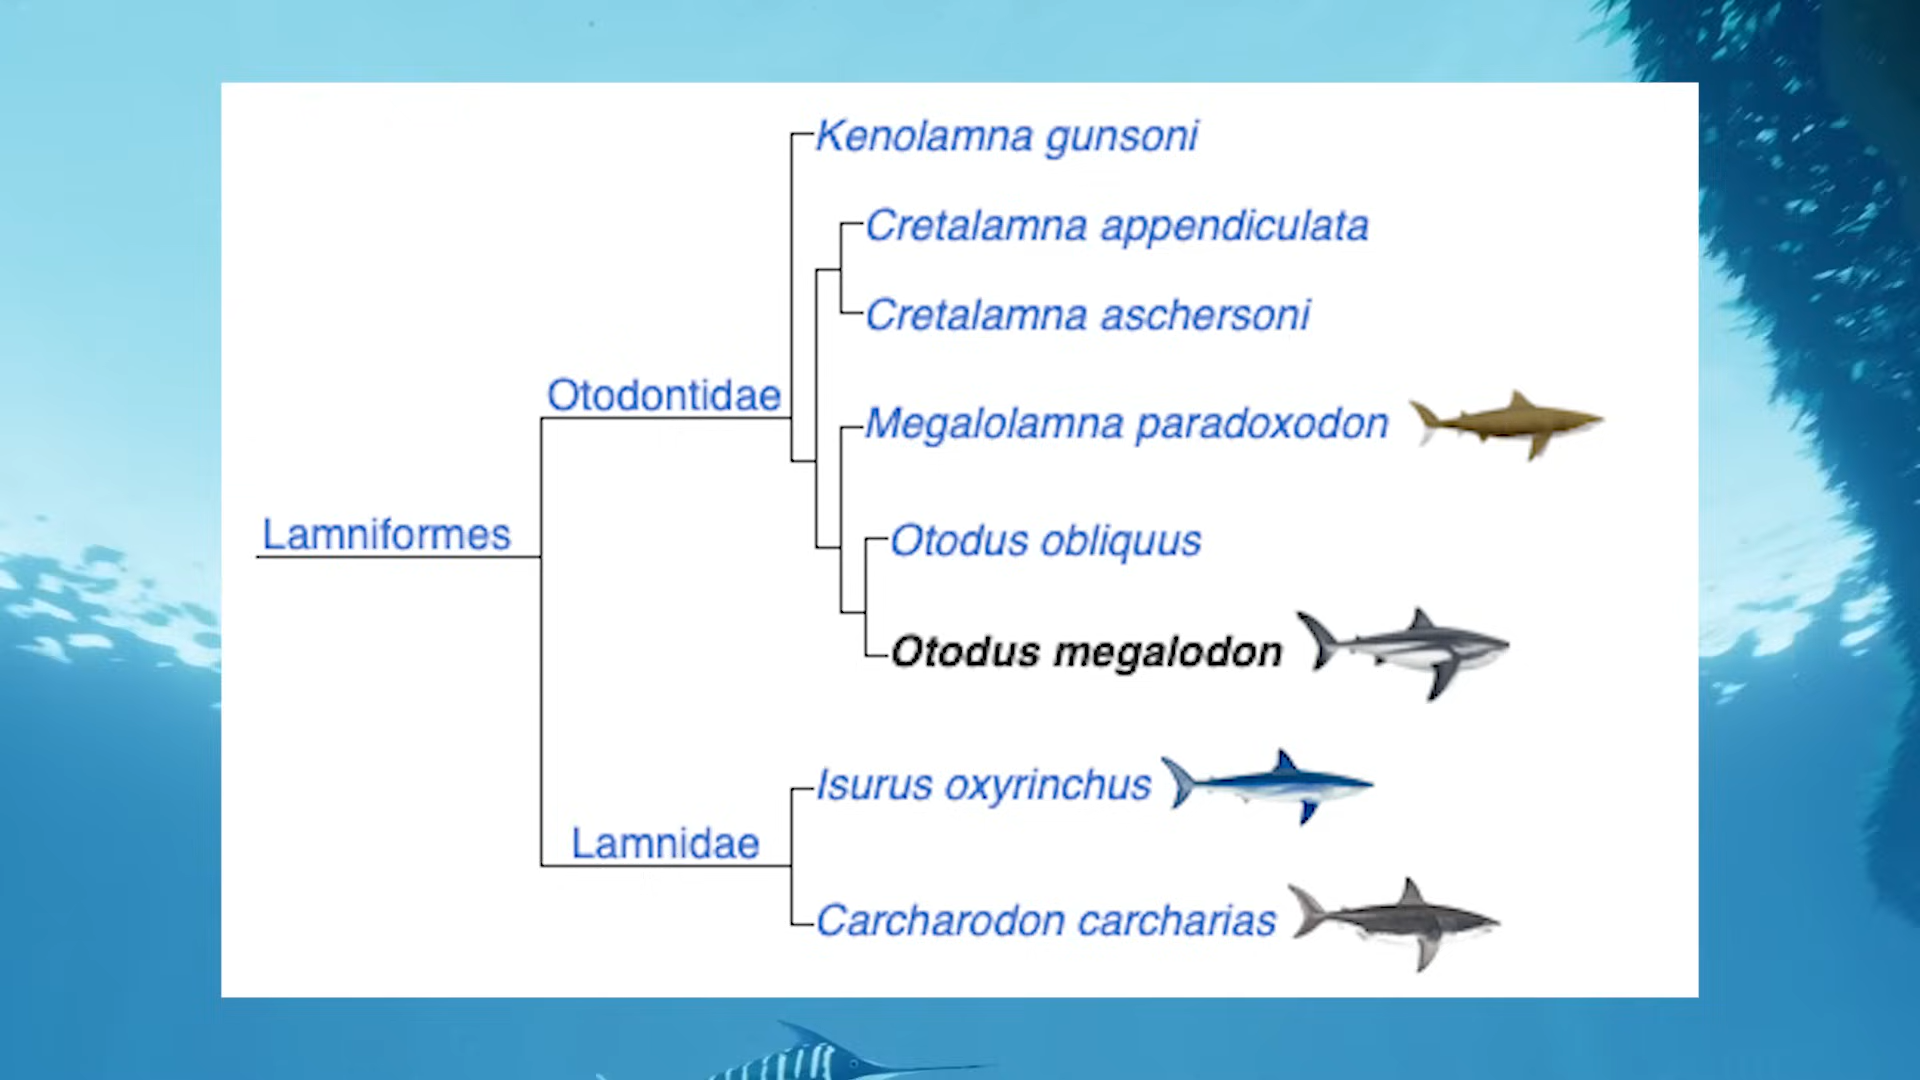 Kenolamna gunsoni
Cretalamna appendiculata
Cretalamna aschersoni
Otodontidae
Megalolamna paradoxodon
Lamniformes
Otodus obliquus
Otodus megalodon
Isurus oxyrinchus
Lamnidae
Carcharodon carcharias